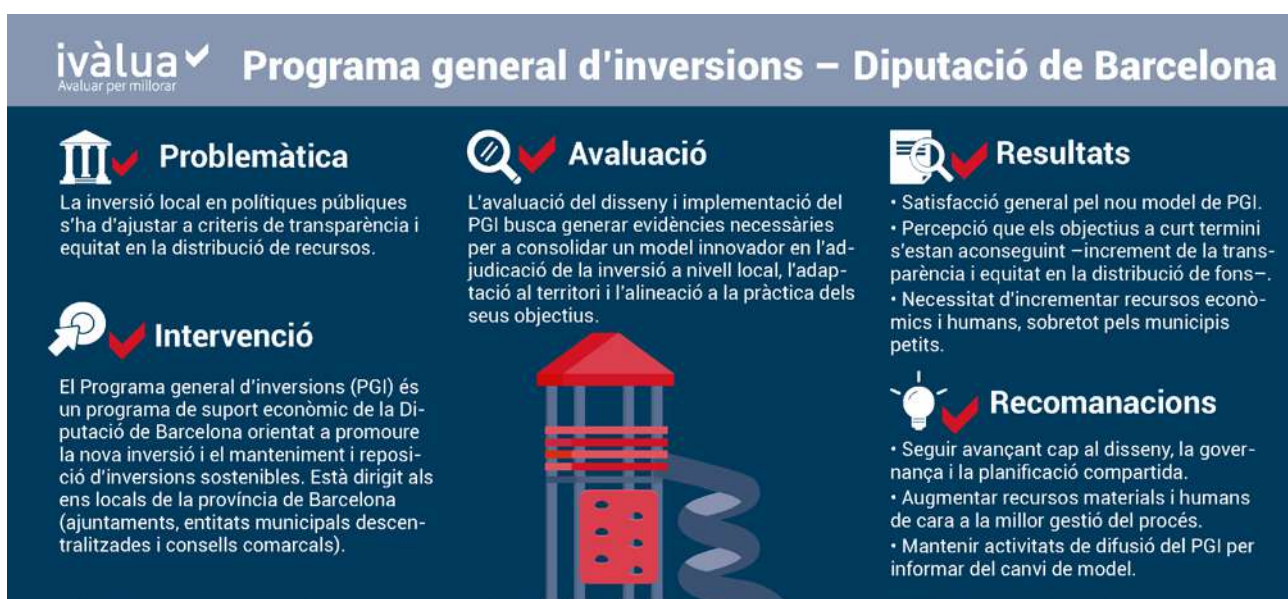 ivàlua
Avaluar per millorar
Programa general d'inversions – Diputació de Barcelona
Problemàtica
La inversió local en polítiques públiques
s'ha d'ajustar a criteris de transparència i
equitat en la distribució de recursos.
Intervenció
El Programa general d'inversions (PGI) és
un programa de suport econòmic de la Di-
putació de Barcelona orientat a promoure
la nova inversió i el manteniment i reposi-
ció d'inversions sostenibles. Està dirigit als
ens locals de la província de Barcelona
(ajuntaments, entitats municipals descen-
tralitzades i consells comarcals).
Avaluació
L'avaluació del disseny i implementació del
PGI busca generar evidències necessàries
per a consolidar un model innovador en l'ad-
judicació de la inversió a nivell local, l'adap-
tació al territori i l'alineació a la pràctica dels
seus objectius.
Resultats
• Satisfacció general pel nou model de PGI.
• Percepció que els objectius a curt termini
s'estan aconseguint –increment de la trans-
parència i equitat en la distribució de fons–.
• Necessitat d'incrementar recursos econò-
mics i humans, sobretot pels municipis
petits.
Recomanacions
• Seguir avançant cap al disseny, la gover-
nança i la planificació compartida.
• Augmentar recursos materials i humans
de cara a la millor gestió del procés.
• Mantenir activitats de difusió del PGI per
informar del canvi de model.